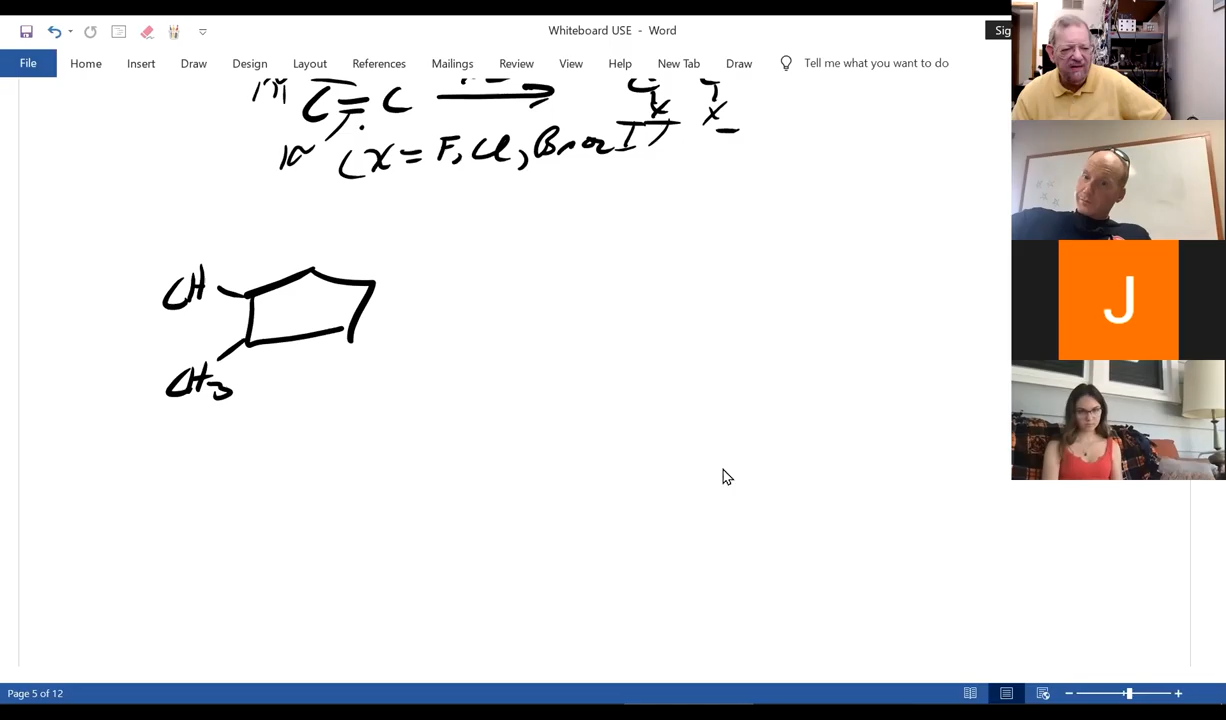 Whiteboard USE - Word
Sig
File Home Insert Draw Design Layout References Mailings Review View Help New Tab Draw Tell me what you want to do
C = C
X X
(X = F, Cl, Br or I)
CH
CH3
J
Page 5 of 12